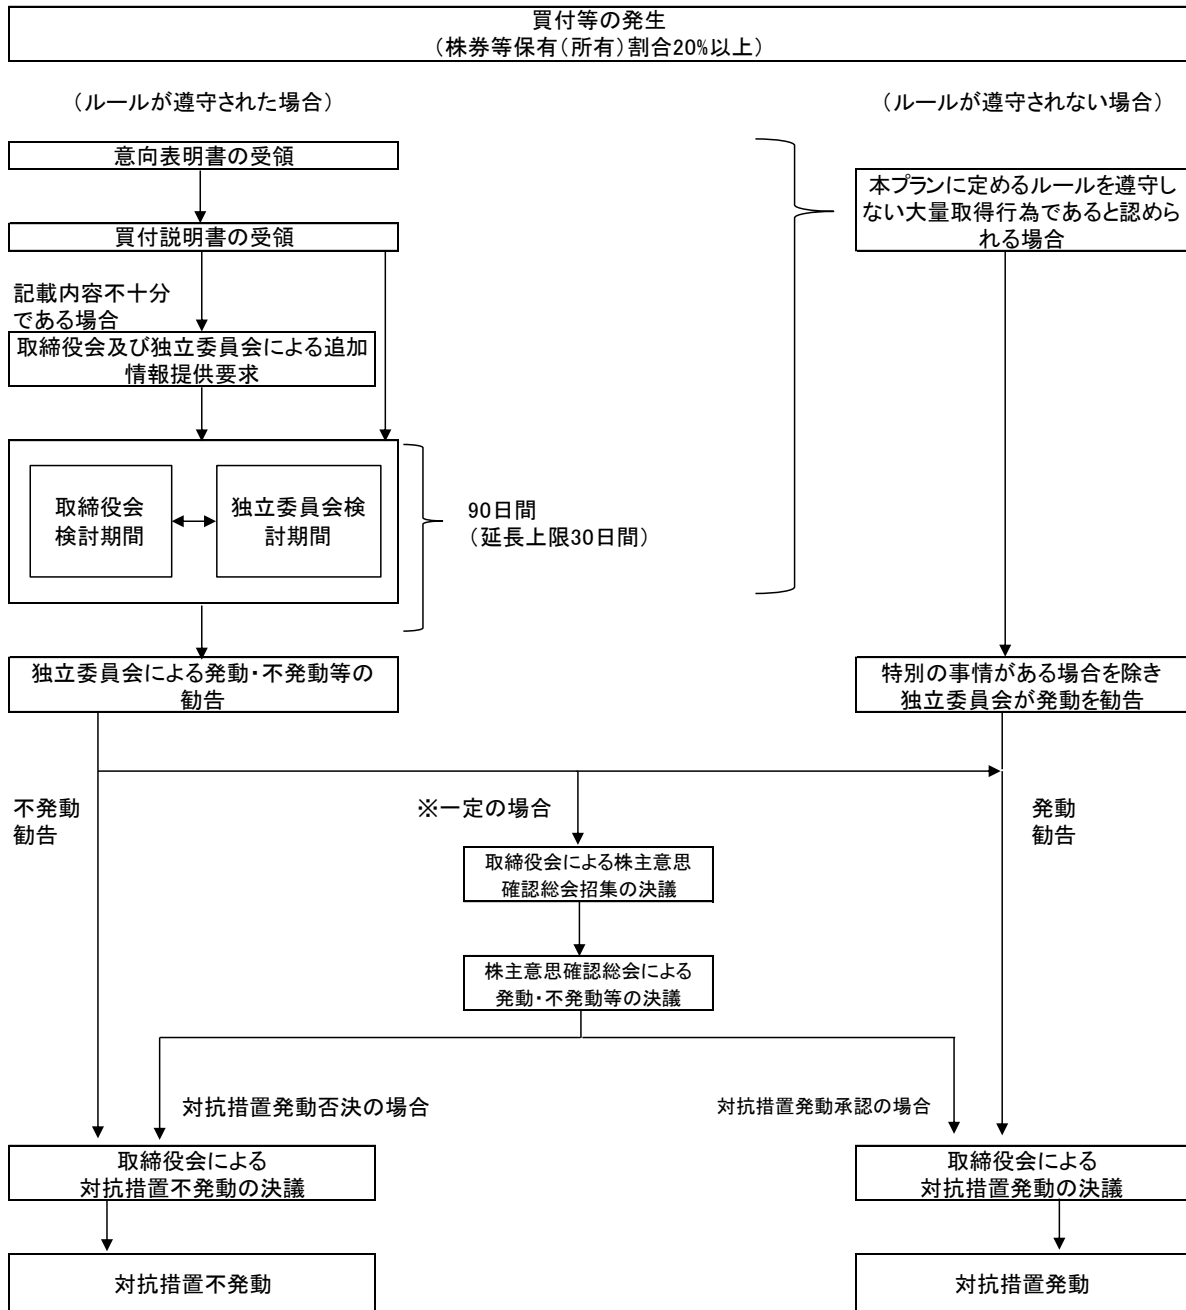 買付等の発生
（株券等保有（所有）割合20%以上）
（ルールが遵守された場合）
（ルールが遵守されない場合）
意向表明書の受領
本プランに定めるルールを遵守し
ない大量取得行為であると認めら
れる場合
買付説明書の受領
記載内容不十分
である場合
取締役会及び独立委員会による追加
情報提供要求
取締役会
検討期間
独立委員会検
討期間
90日間
（延長上限30日間）
独立委員会による発動・不発動等の
勧告
特別の事情がある場合を除き
独立委員会が発動を勧告
不発動
勧告
※一定の場合
発動
勧告
取締役会による株主意思
確認総会招集の決議
株主意思確認総会による
発動・不発動等の決議
対抗措置発動否決の場合
対抗措置発動承認の場合
取締役会による
対抗措置不発動の決議
取締役会による
対抗措置発動の決議
対抗措置不発動
対抗措置発動